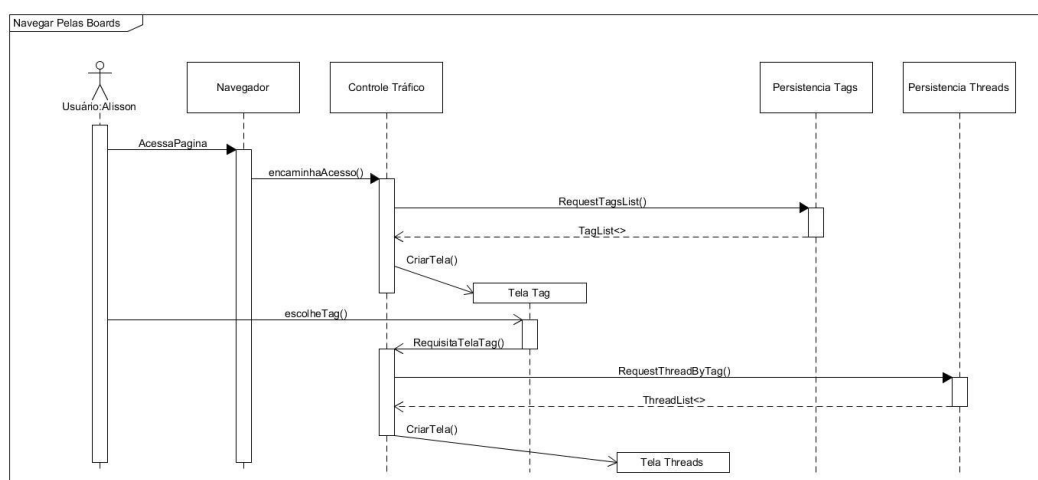 Navegar Pelas Boards
Usuário:Alisson
Navegador
Controle Tráfico
Persistencia Tags
Persistencia Threads
AcessaPagina
encaminhaAcesso()
RequestTagsList()
TagList<>
CriarTela()
Tela Tag
escolheTag()
RequisitaTelaTag()
RequestThreadByTag()
ThreadList<>
CriarTela()
Tela Threads